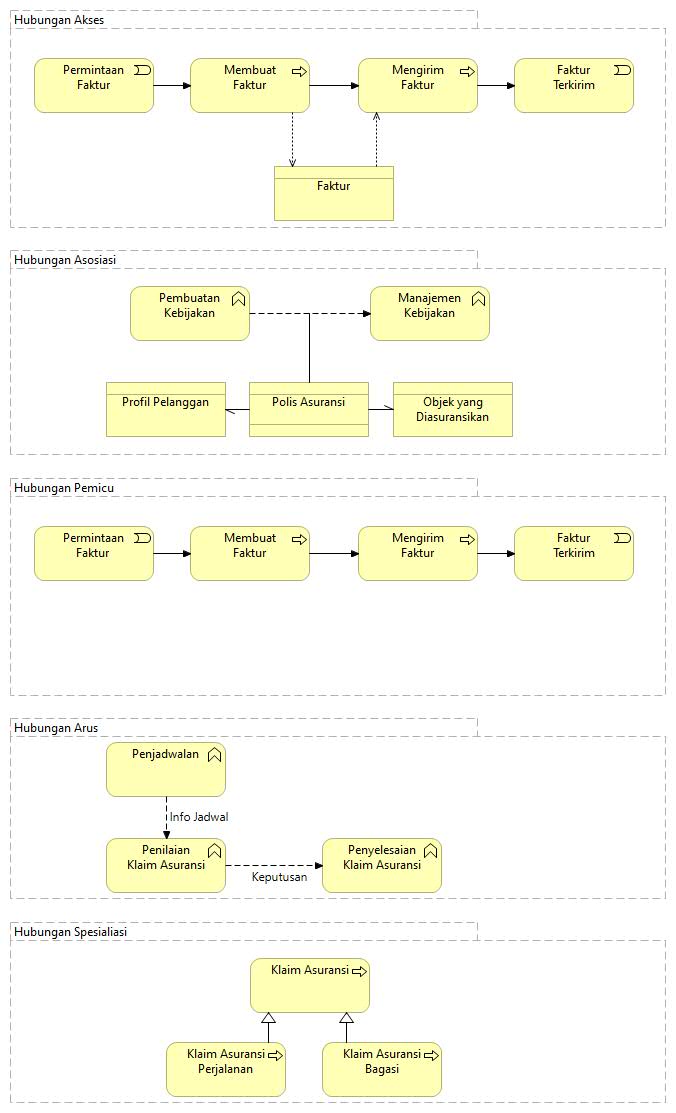 Hubungan Akses
Permintaan
Faktur
Membuat
Faktur
Mengirim
Faktur
Faktur
Terkirim
Faktur
Hubungan Asosiasi
Pembuatan
Kebijakan
Manajemen
Kebijakan
Profil Pelanggan
Polis Asuransi
Objek yang
Diasuransikan
Hubungan Pemicu
Permintaan
Faktur
Membuat
Faktur
Mengirim
Faktur
Faktur
Terkirim
Hubungan Arus
Penjadwalan
Info Jadwal
Penilaian
Klaim Asuransi
Keputusan
Penyelesaian
Klaim Asuransi
Hubungan Spesialiasi
Klaim Asuransi
Klaim Asuransi
Perjalanan
Klaim Asuransi
Bagasi